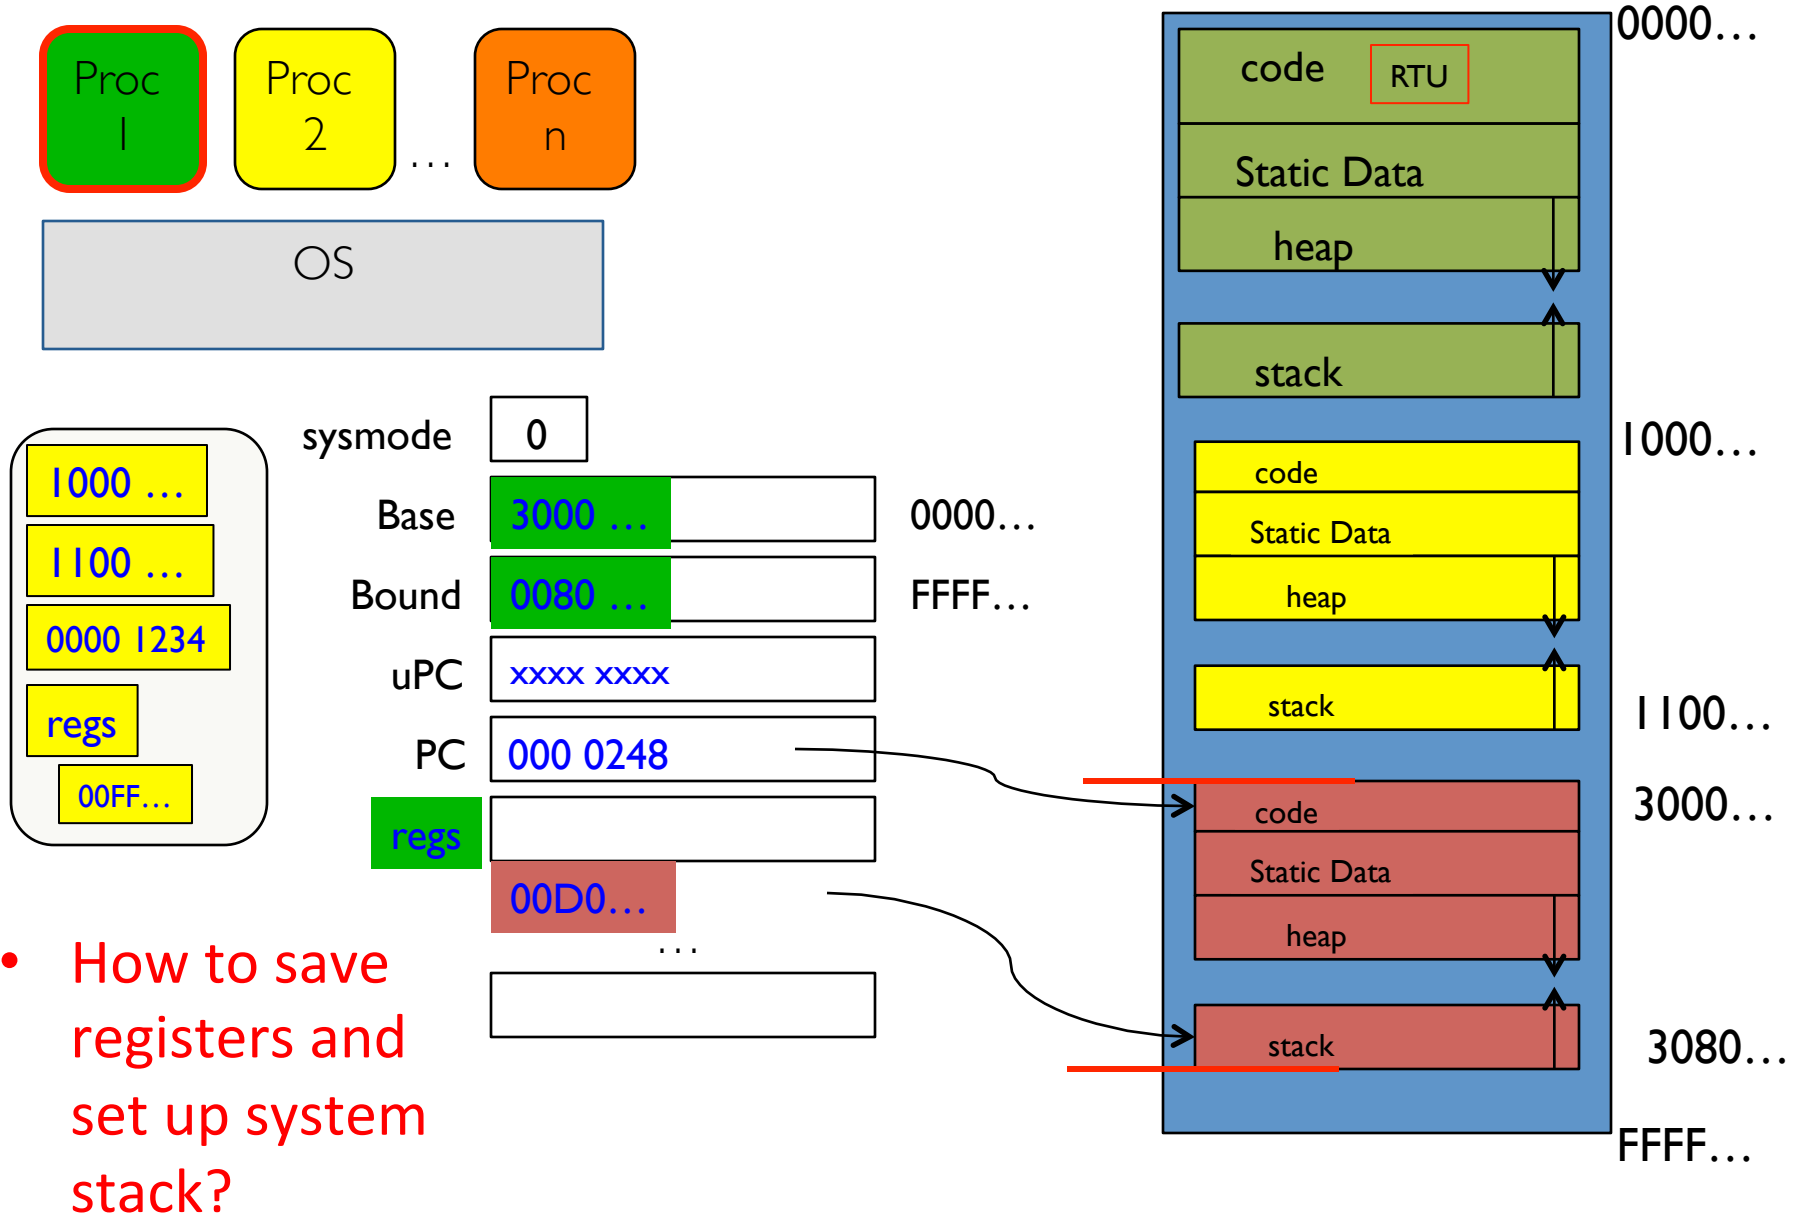 Proc
1
Proc
2
...
Proc
n
OS
1000 ...
1100 ...
0000 1234
regs
00FF...
sysmode
0
Base
3000 ...
0000...
Bound
0080 ...
FFFF...
uPC
xxxx xxxx
PC
000 0248
regs
00D0...
...
• How to save
registers and
set up system
stack?
0000...
code
RTU
Static Data
heap
stack
1000...
code
Static Data
heap
stack
1100...
3000...
code
Static Data
heap
stack
3080...
FFFF...